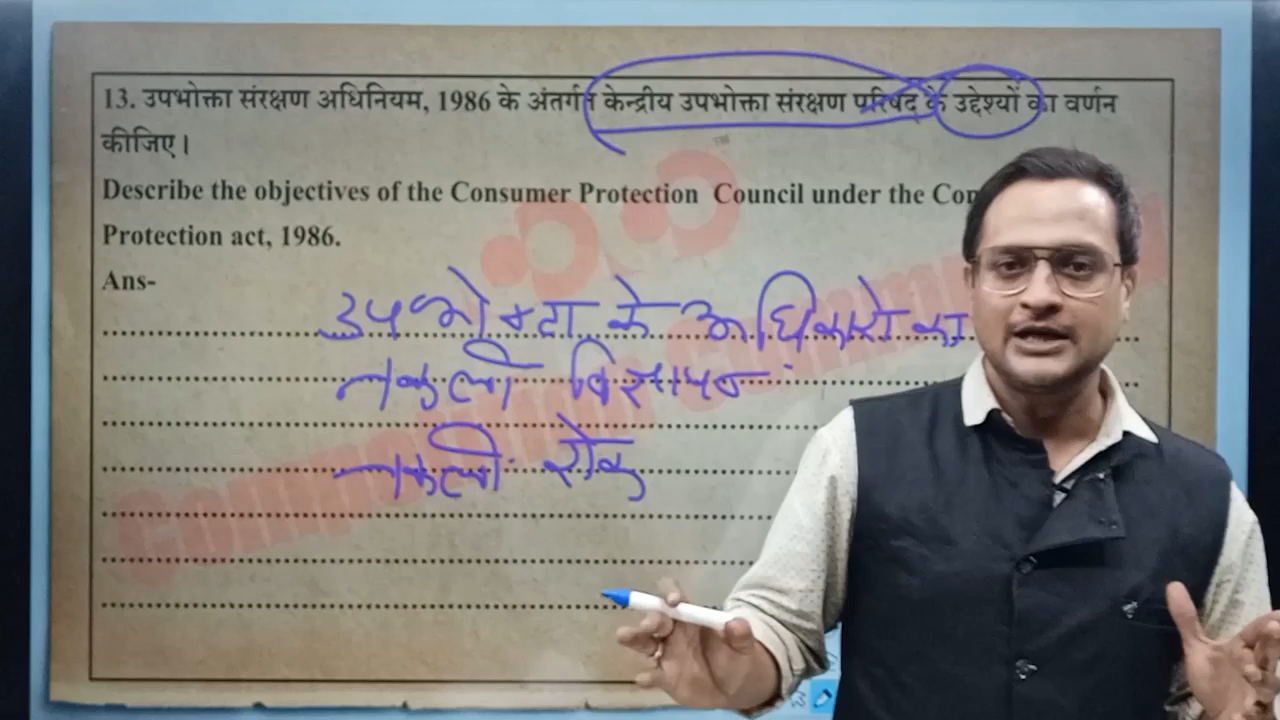 13. उपभोक्ता संरक्षण अधिनियम, 1986 के अंतर्गत केन्द्रीय उपभोक्ता संरक्षण परिषद के उद्देश्यों का वर्णन
कीजिए।
Describe the objectives of the Consumer Protection Council under the Con
Protection act, 1986.
Ans-
उपभोक्ता के अधिकारो का
नकली विज्ञापन
नकली रोक